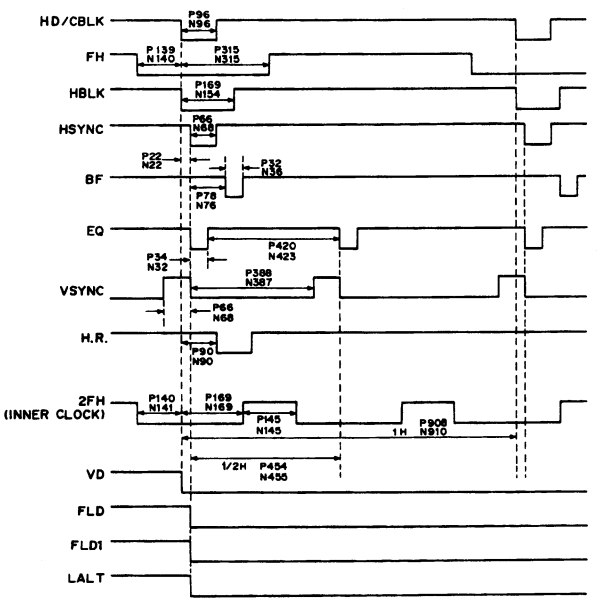 HD/CBLK
P96
N96
FH
P139
N140
P315
N315
HBLK
P169
N154
HSYNC
P66
N68
P22
N22
BF
P32
N36
P78
N76
EQ
P420
N423
P34
N32
VSYNC
P388
N387
P66
N68
H.R.
P90
N90
2FH
(INNER CLOCK)
P140
N141
P169
N169
P145
N145
P908
1H N910
1/2H P454
N455
VD
FLD
FLD1
LALT